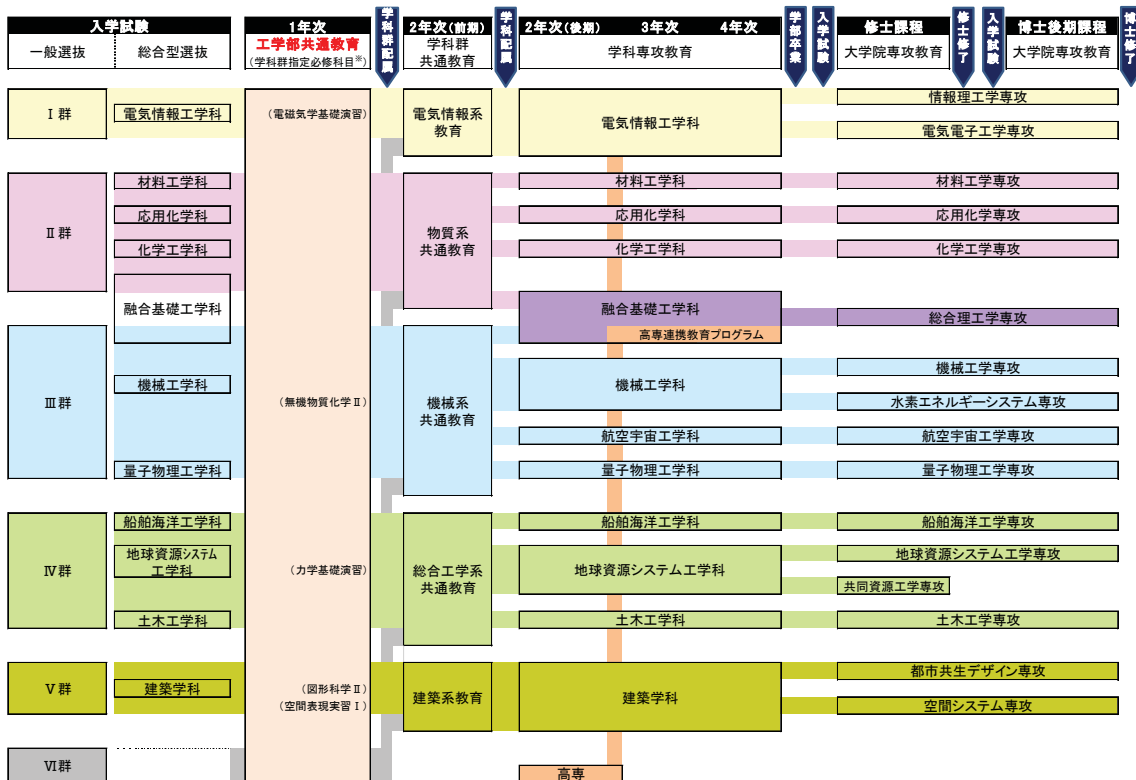 入学試験
一般選抜
総合型選抜
1年次
工学部共通教育
(学科群指定必修科目※)
学科群配属
2年次(前期)
学科群
共通教育
学科配属
2年次(後期)
3年次
4年次
学科専攻教育
学部卒業
入学試験
修士課程
大学院専攻教育
修士修了
入学試験
博士後期課程
大学院専攻教育
博士修了
Ⅰ群
電気情報工学科
(電磁気学基礎演習)
電気情報系
教育
電気情報工学科
情報理工学専攻
電気電子工学専攻
Ⅱ群
材料工学科
応用化学科
化学工学科
融合基礎工学科
物質系
共通教育
材料工学科
応用化学科
化学工学科
融合基礎工学科
高専連携教育プログラム
材料工学専攻
応用化学専攻
化学工学専攻
総合理工学専攻
Ⅲ群
機械工学科
量子物理工学科
(無機物質化学Ⅱ)
機械系
共通教育
機械工学科
航空宇宙工学科
量子物理工学科
機械工学専攻
水素エネルギーシステム専攻
航空宇宙工学専攻
量子物理工学専攻
Ⅳ群
船舶海洋工学科
地球資源システム
工学科
土木工学科
(力学基礎演習)
総合工学系
共通教育
船舶海洋工学科
地球資源システム工学科
土木工学科
船舶海洋工学専攻
地球資源システム工学専攻
共同資源工学専攻
土木工学専攻
Ⅴ群
建築学科
(図形科学Ⅱ)
(空間表現実習Ⅰ)
建築系教育
建築学科
都市共生デザイン専攻
空間システム専攻
Ⅵ群
高専